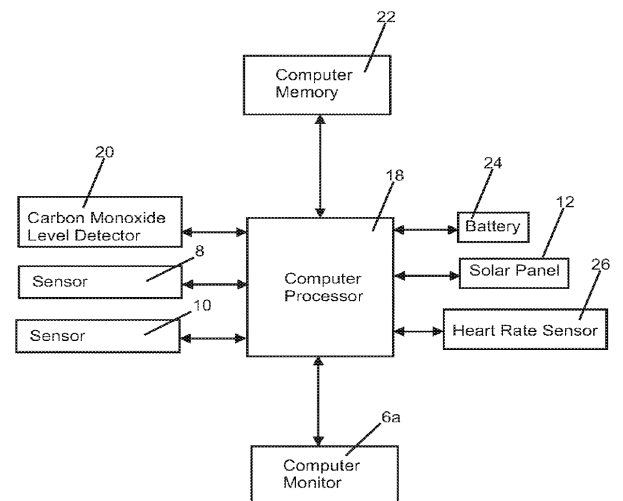 22
Computer
Memory
20
18
24
12
Carbon Monoxide
Level Detector
Battery
8
Solar Panel
26
Sensor
Computer
Processor
10
Sensor
Heart Rate Sensor
6a
Computer
Monitor